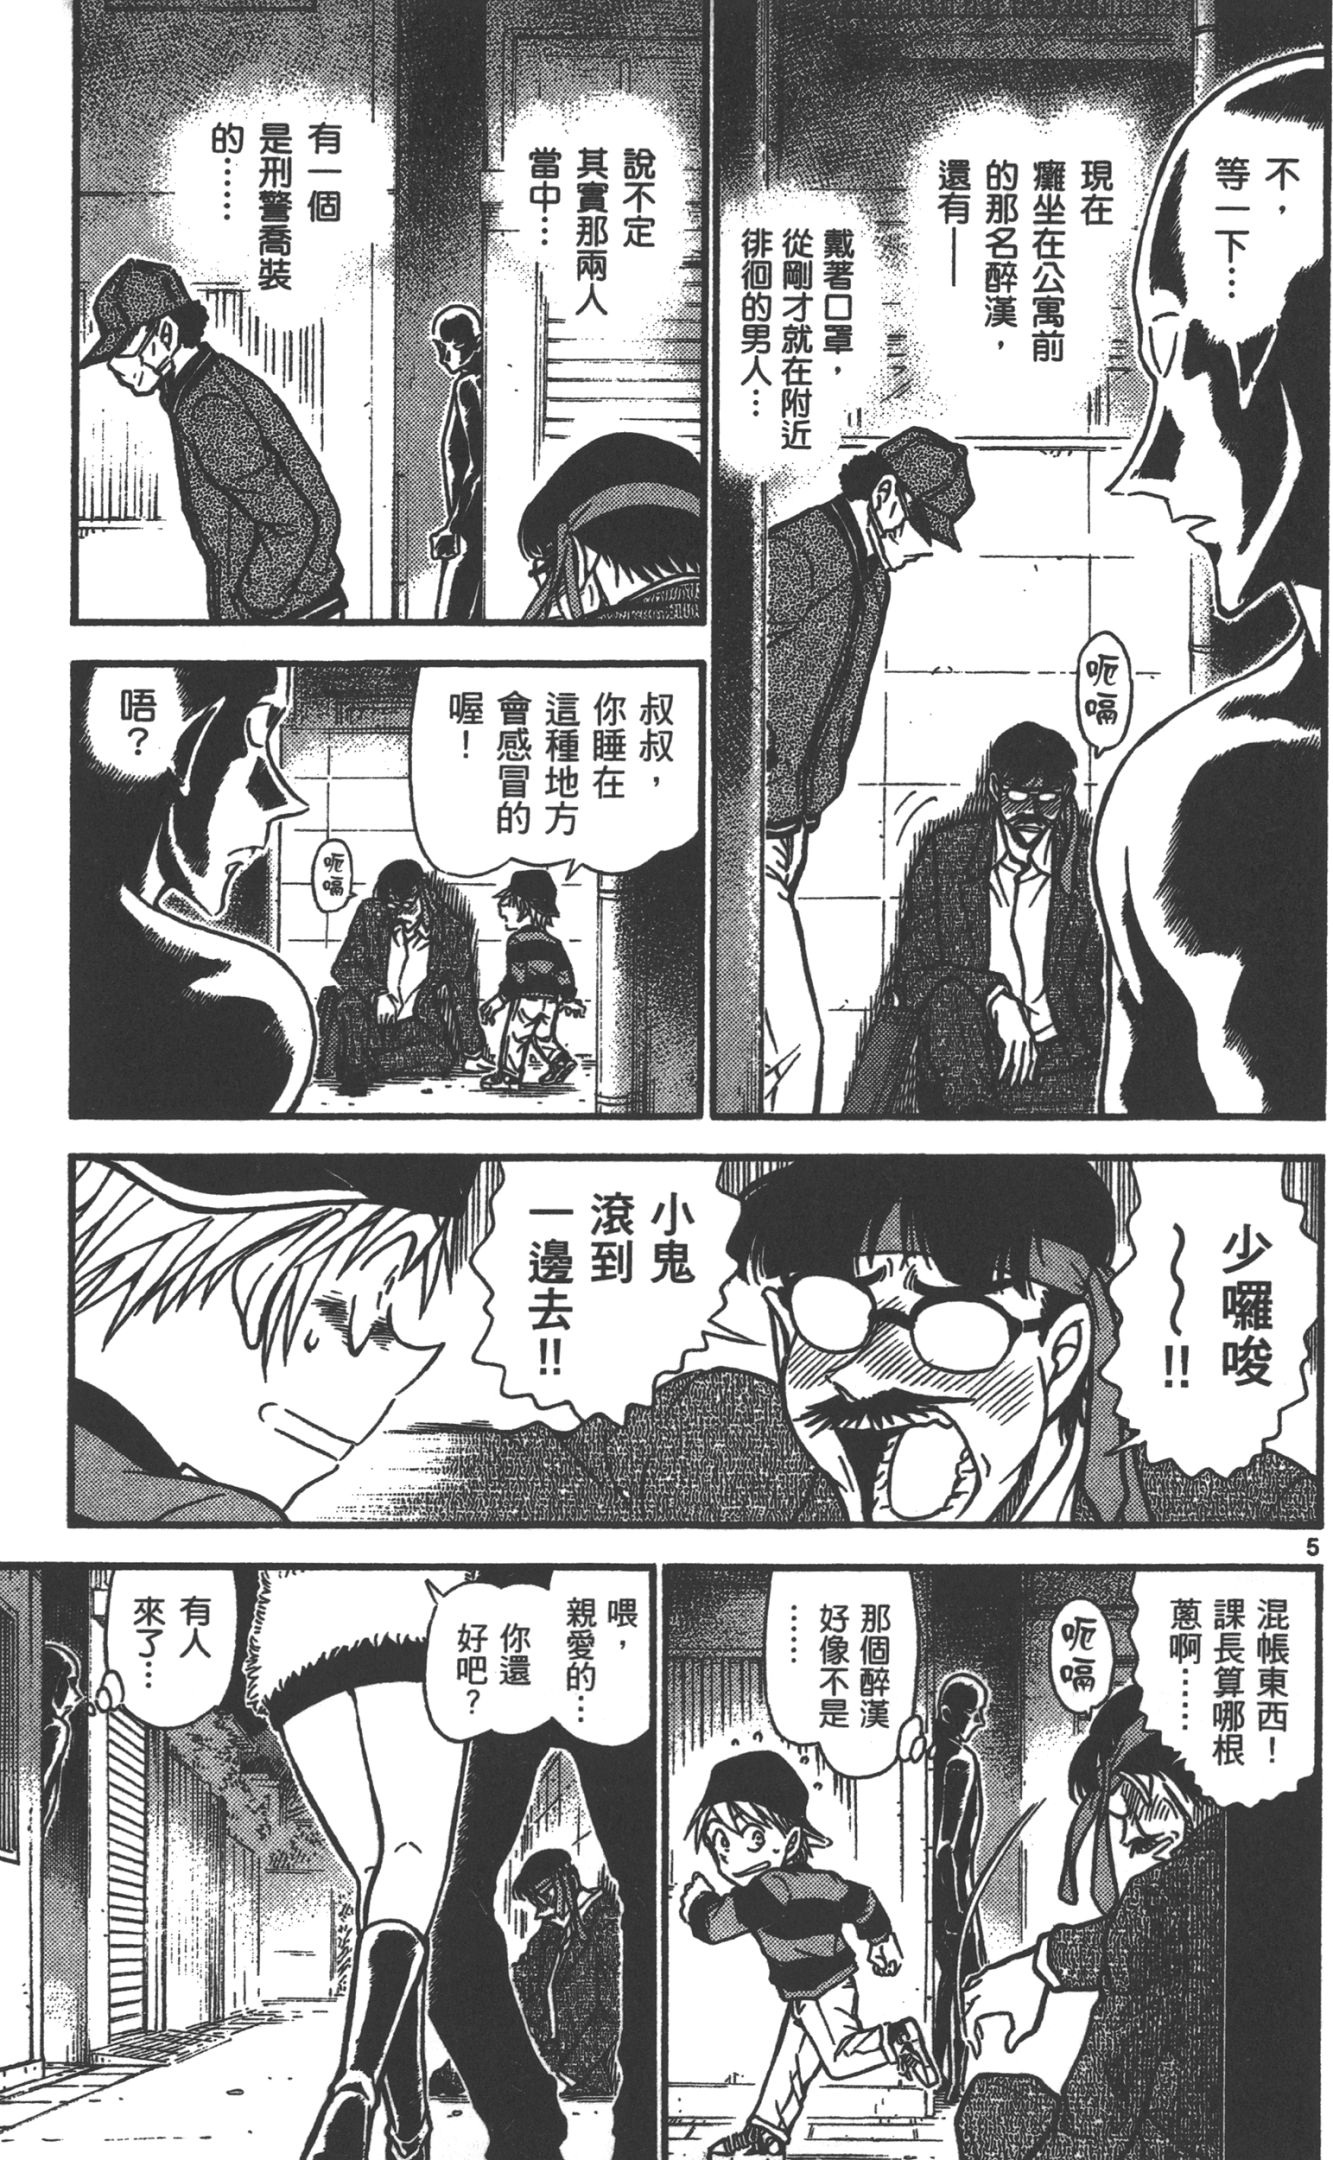 不，
等一下…
現在
癱坐在公寓前
的那名醉漢，
還有——
戴著口罩，
從剛才就在附近
徘徊的男人…
呃嗝
說不定
其實那兩人
當中…
有一個
是刑警喬裝
的……
叔叔，
你睡在
這種地方
會感冒的
喔！
呃嗝
唔？
少囉唆
～～!!
小鬼
滾到
一邊去!!
5
混帳東西！
課長算哪根
蔥啊……
呃嗝
那個醉漢
好像不是
……
喂，
親愛的…
你還
好吧？
有人
來了…